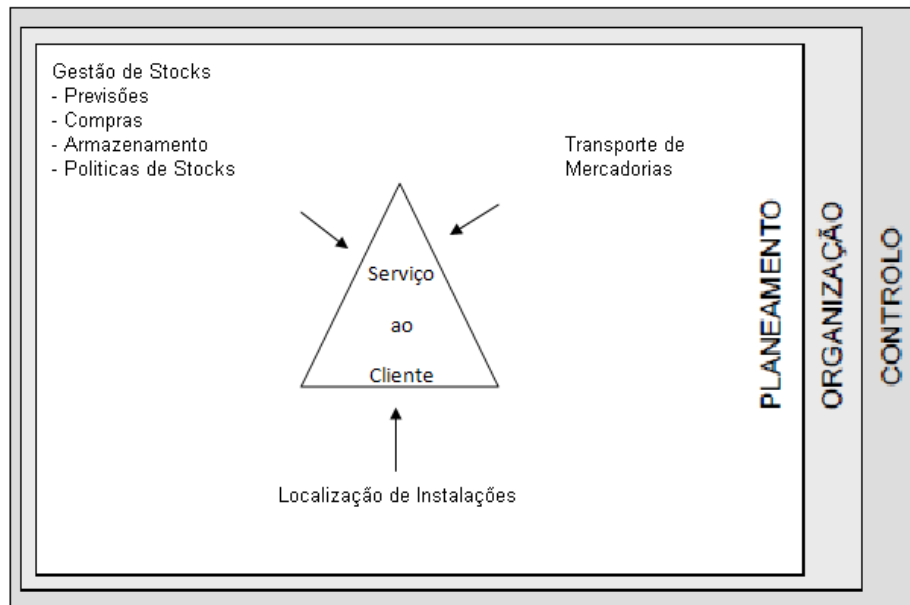 Gestão de Stocks
- Previsões
- Compras
- Armazenamento
- Politicas de Stocks
Transporte de
Mercadorias
Serviço
ao
Cliente
Localização de Instalações
PLANEAMENTO
ORGANIZAÇÃO
CONTROLO